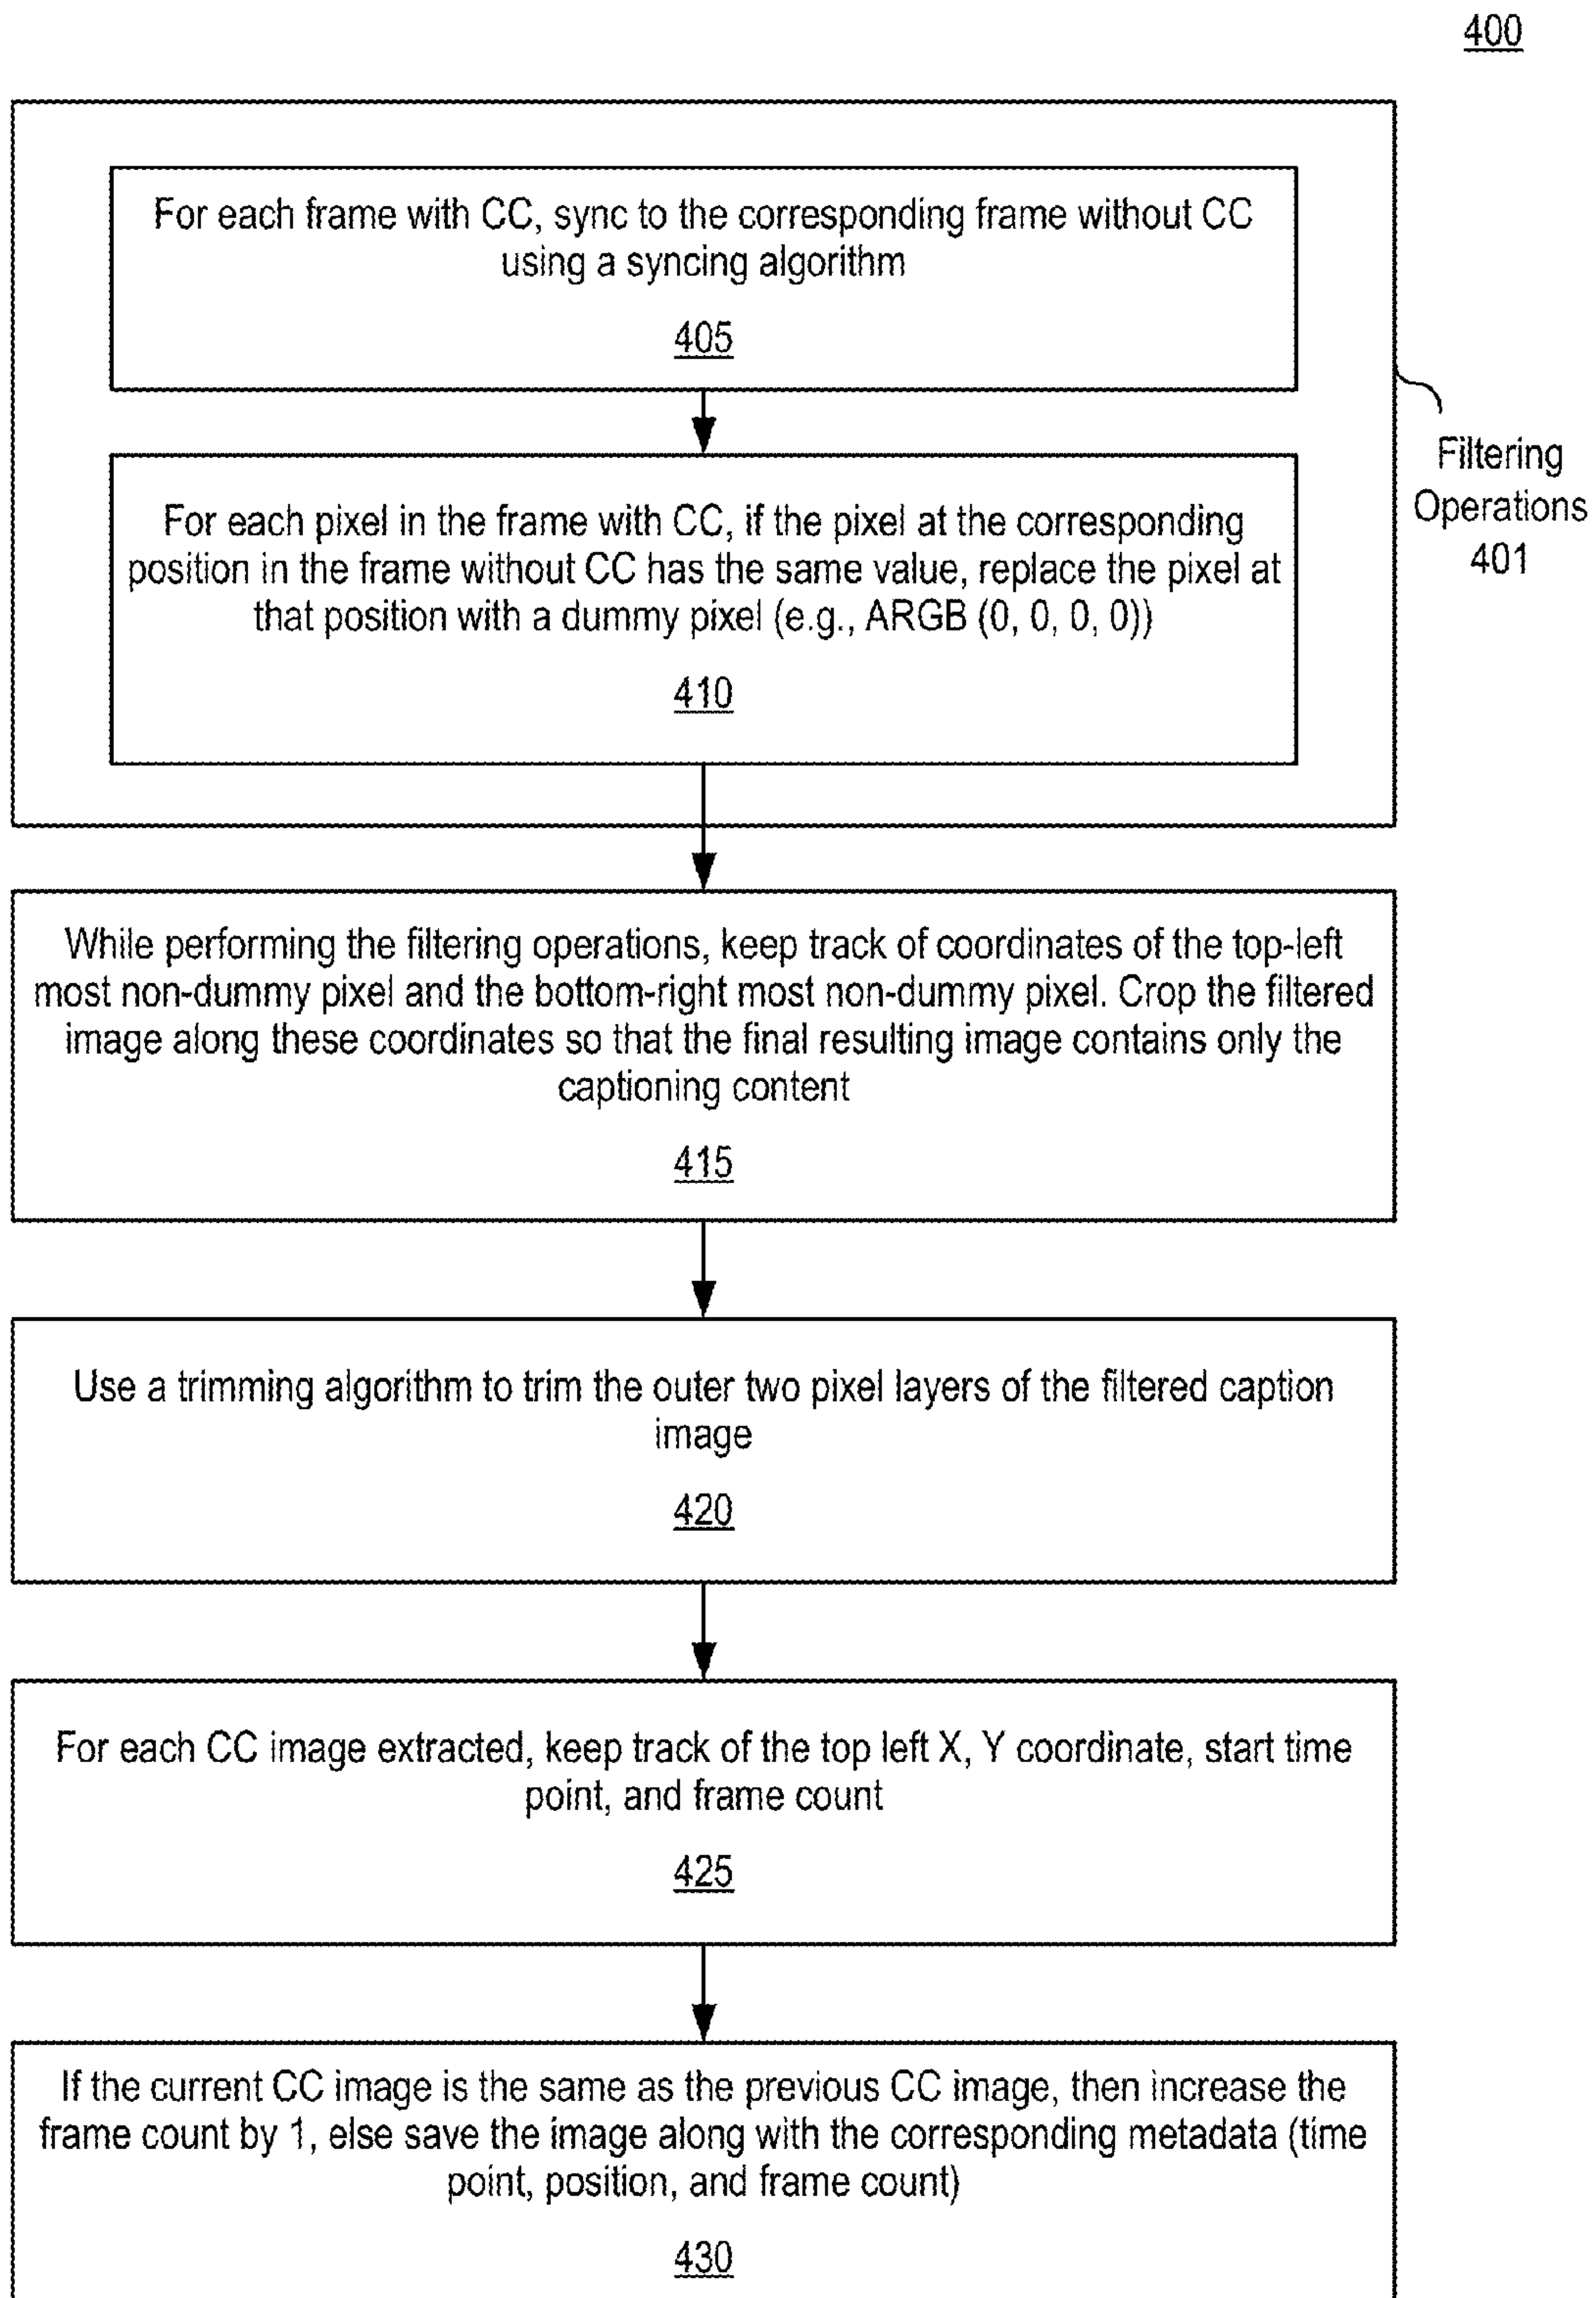 400
For each frame with CC, sync to the corresponding frame without CC
using a syncing algorithm
405
For each pixel in the frame with CC, if the pixel at the corresponding
position in the frame without CC has the same value, replace the pixel at
that position with a dummy pixel (e.g., ARGB (0, 0, 0, 0))
410
Filtering
Operations
401
While performing the filtering operations, keep track of coordinates of the top-left
most non-dummy pixel and the bottom-right most non-dummy pixel. Crop the filtered
image along these coordinates so that the final resulting image contains only the
captioning content
415
Use a trimming algorithm to trim the outer two pixel layers of the filtered caption
image
420
For each CC image extracted, keep track of the top left X, Y coordinate, start time
point, and frame count
425
If the current CC image is the same as the previous CC image, then increase the
frame count by 1, else save the image along with the corresponding metadata (time
point, position, and frame count)
430